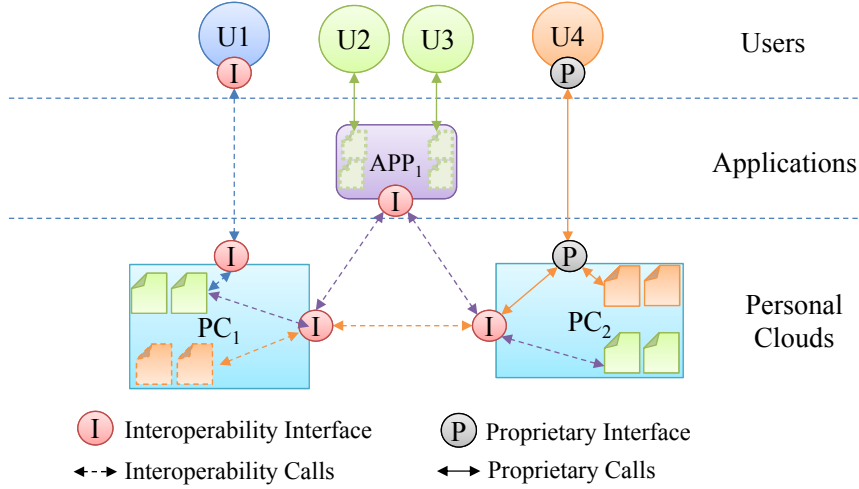 U1
U2
U3
U4
Users
I
P
APP1
Applications
I
I
P
PC1
I
I
PC2
Personal
Clouds
I Interoperability Interface
P Proprietary Interface
Interoperability Calls
Proprietary Calls